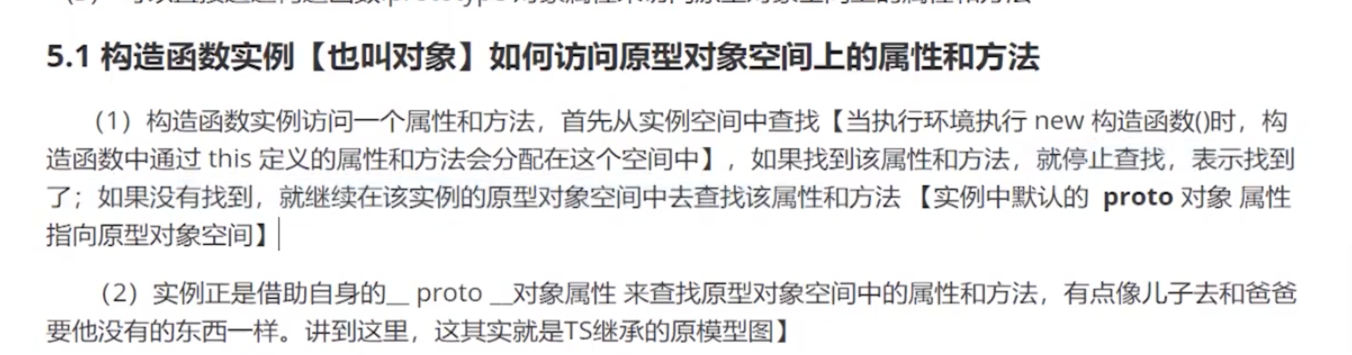 5.1 构造函数实例【也叫对象】如何访问原型对象空间上的属性和方法
（1）构造函数实例访问一个属性和方法，首先从实例空间中查找【当执行环境执行 new 构造函数()时，构
造函数中通过 this 定义的属性和方法会分配在这个空间中】，如果找到该属性和方法，就停止查找，表示找到
了；如果没有找到，就继续在该实例的原型对象空间中去查找该属性和方法 【实例中默认的 proto 对象 属性
指向原型对象空间】
（2）实例正是借助自身的__ proto __对象属性 来查找原型对象空间中的属性和方法，有点像儿子去和爸爸
要他没有的东西一样。讲到这里，这其实就是TS继承的原模型图】